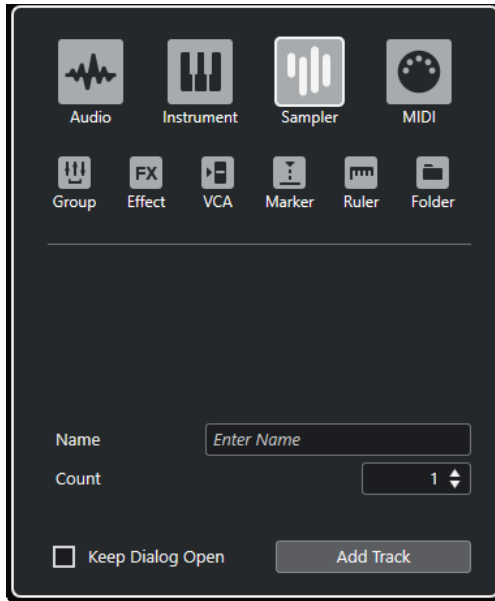 Audio Instrument Sampler MIDI
FX
Group Effect VCA Marker Ruler Folder
Name Enter Name
Count 1
Keep Dialog Open Add Track